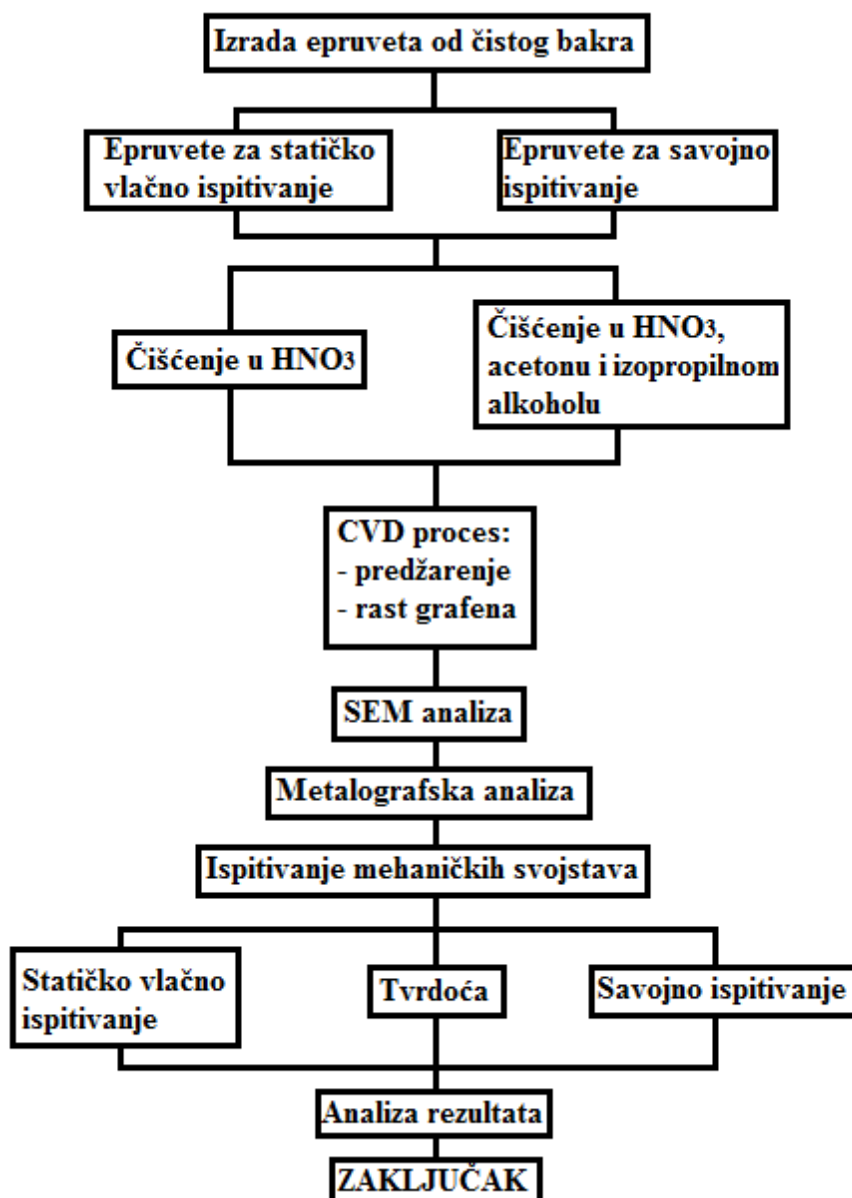 Izrada epruveta od čistog bakra
Epruvete za statičko
vlačno ispitivanje
Epruvete za savojno
ispitivanje
Čišćenje u HNO3
Čišćenje u HNO3,
acetonu i izopropilnom
alkoholu
CVD proces:
- predžarenje
- rast grafena
SEM analiza
Metalografska analiza
Ispitivanje mehaničkih svojstava
Statičko vlačno
ispitivanje
Tvrdoća
Savojno ispitivanje
Analiza rezultata
ZAKLJUČAK